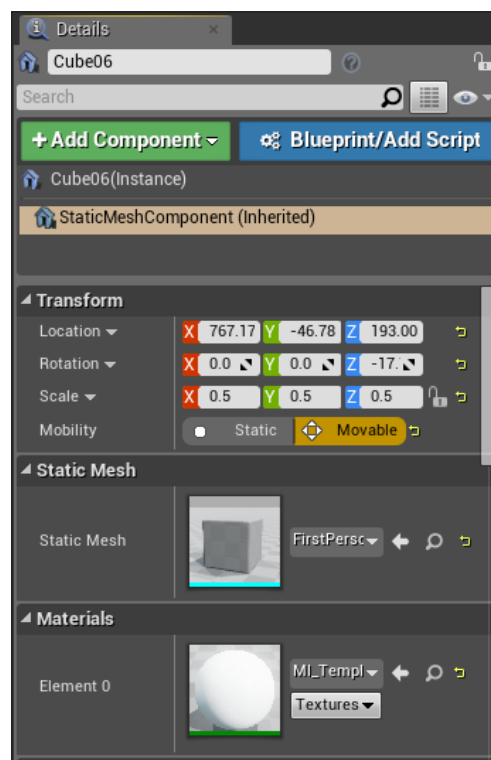 Details
Cube06
Search
+ Add Component Blueprint/Add Script
Cube06(Instance)
StaticMeshComponent (Inherited)
Transform
Location X 767.17 Y -46.78 Z 193.00
Rotation X 0.0 Y 0.0 Z -17.
Scale X 0.5 Y 0.5 Z 0.5
Mobility Static Movable
Static Mesh
Static Mesh FirstPersc
Materials
Element 0 MI_Templ
Textures